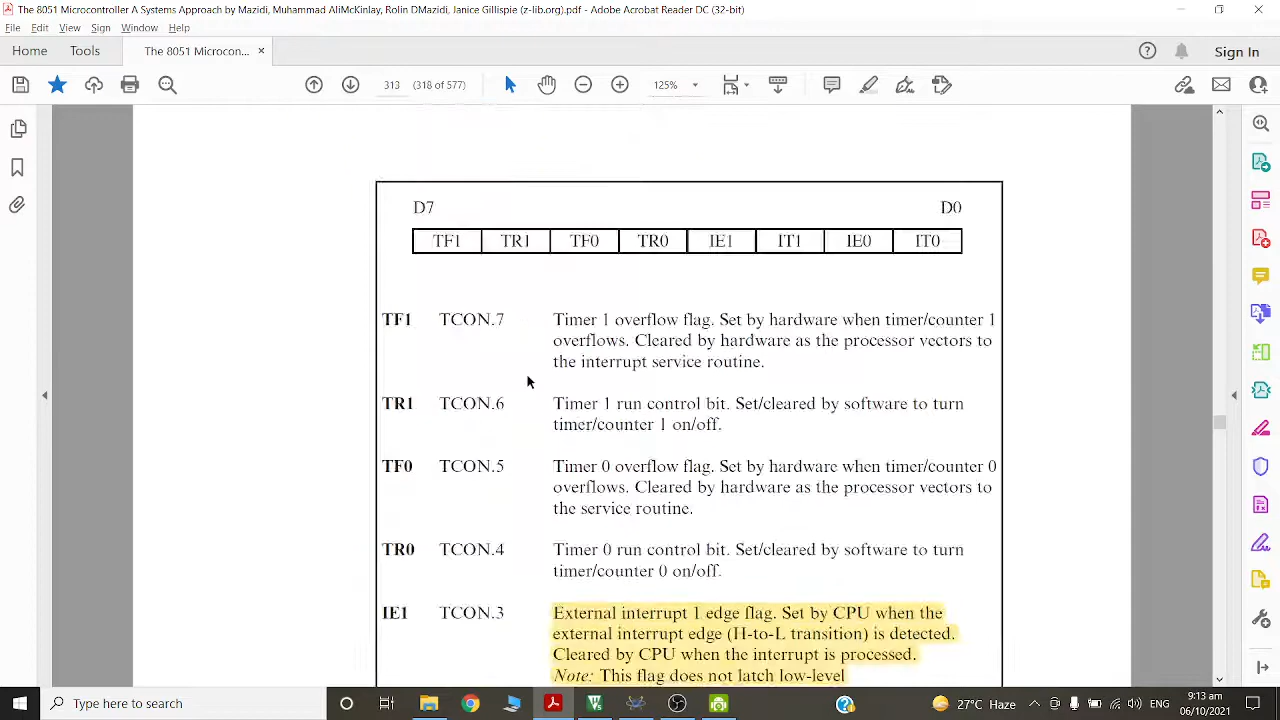 The 8051 Microcontroller A Systems Approach by Mazidi, Muhammad AliMcKinlay, Rolin DMazidi, Janice Gillispie (z-lib.org).pdf - Adobe Acrobat Reader DC (32-bit)
File Edit View Sign Window Help
Home Tools The 8051 Microcon... × Sign In
313 (318 of 577) 125%
D7 D0
TF1 TR1 TF0 TR0 IE1 IT1 IE0 IT0
TF1 TCON.7 Timer 1 overflow flag. Set by hardware when timer/counter 1
overflows. Cleared by hardware as the processor vectors to
the interrupt service routine.
TR1 TCON.6 Timer 1 run control bit. Set/cleared by software to turn
timer/counter 1 on/off.
TF0 TCON.5 Timer 0 overflow flag. Set by hardware when timer/counter 0
overflows. Cleared by hardware as the processor vectors to
the service routine.
TR0 TCON.4 Timer 0 run control bit. Set/cleared by software to turn
timer/counter 0 on/off.
IE1 TCON.3 External interrupt 1 edge flag. Set by CPU when the
external interrupt edge (H-to-L transition) is detected.
Cleared by CPU when the interrupt is processed.
Note: This flag does not latch low-level
Type here to search 27°C Haze ENG 9:13 am
06/10/2021